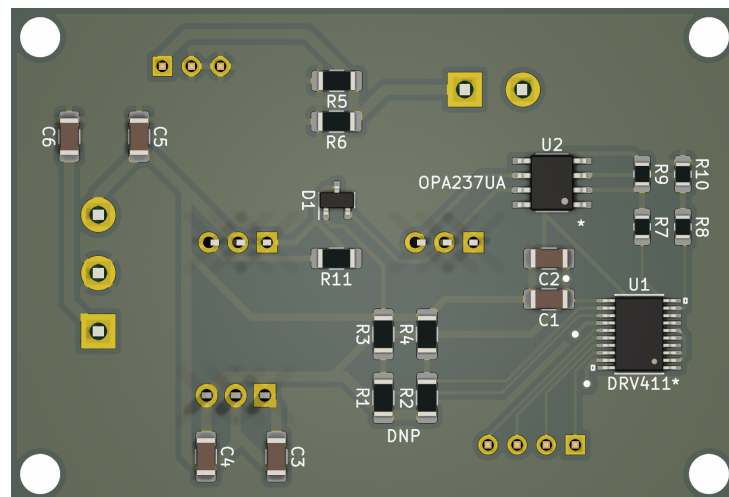 R5
C6
C5
R6
U2
OPA237UA
R9
R10
D1
*
R7
R8
R11
C2
U1
C1
R3
R4
DRV411*
R1
R2
DNP
C4
C3